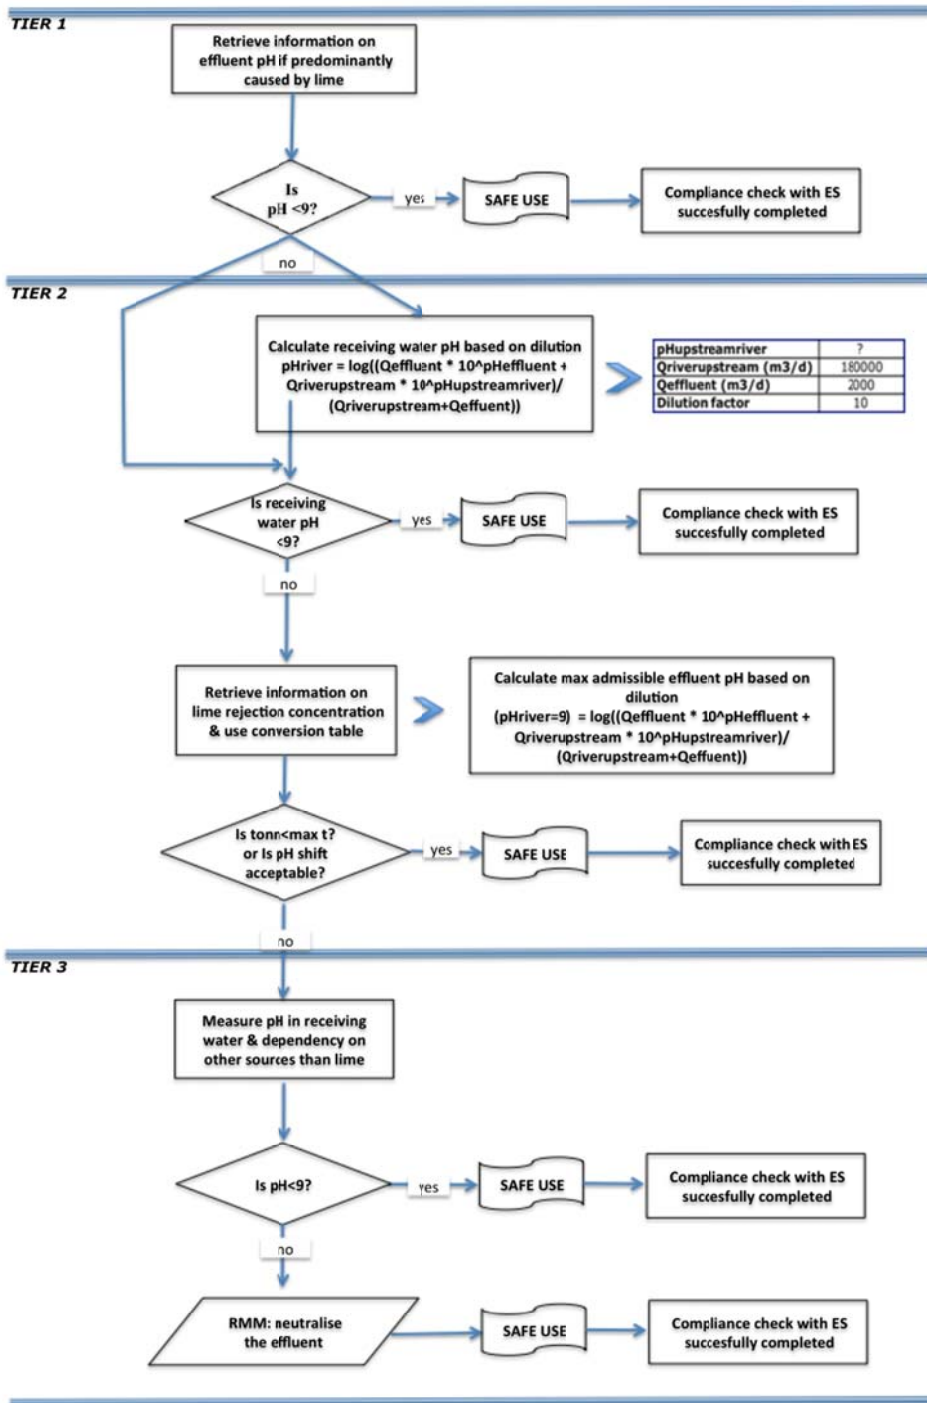 TIER 1
Retrieve information on
effluent pH if predominantly
caused by lime
Is
pH <9?
yes
SAFE USE
Compliance check with ES
succesfully completed
no
TIER 2
Calculate receiving water pH based on dilution
pHriver = log((Qeffluent * 10^pHeffluent +
Qriverupstream * 10^pHupstreamriver)/
(Qriverupstream+Qeffuent))
pHupstreamriver ?
Qriverupstream (m3/d) 180000
Qeffluent (m3/d) 2000
Dilution factor 10
Is receiving
water pH
<9?
yes
SAFE USE
Compliance check with ES
succesfully completed
no
Retrieve information on
lime rejection concentration
& use conversion table
Calculate max admissible effluent pH based on
dilution
(pHriver=9) = log((Qeffluent * 10^pHeffluent +
Qriverupstream * 10^pHupstreamriver)/
(Qriverupstream+Qeffuent))
Is tonn<max t?
or Is pH shift
acceptable?
yes
SAFE USE
Compliance check with ES
succesfully completed
no
TIER 3
Measure pH in receiving
water & dependency on
other sources than lime
Is pH<9?
yes
SAFE USE
Compliance check with ES
succesfully completed
no
RMM: neutralise
the effluent
SAFE USE
Compliance check with ES
succesfully completed